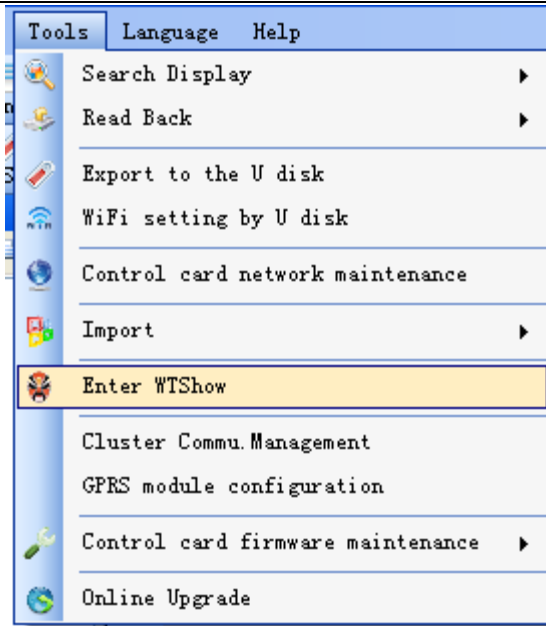 Tools Language Help
Search Display
Read Back
Export to the U disk
WiFi setting by U disk
Control card network maintenance
Import
Enter WTShow
Cluster Commu.Management
GPRS module configuration
Control card firmware maintenance
Online Upgrade